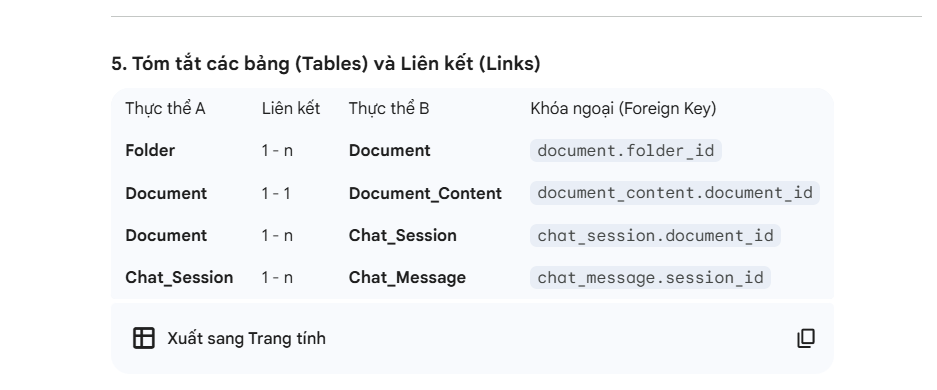 5. Tóm tắt các bảng (Tables) và Liên kết (Links)
Thực thể A Liên kết Thực thể B Khóa ngoại (Foreign Key)
Folder 1 - n Document document.folder_id
Document 1 - 1 Document_Content document_content.document_id
Document 1 - n Chat_Session chat_session.document_id
Chat_Session 1 - n Chat_Message chat_message.session_id
Xuất sang Trang tính